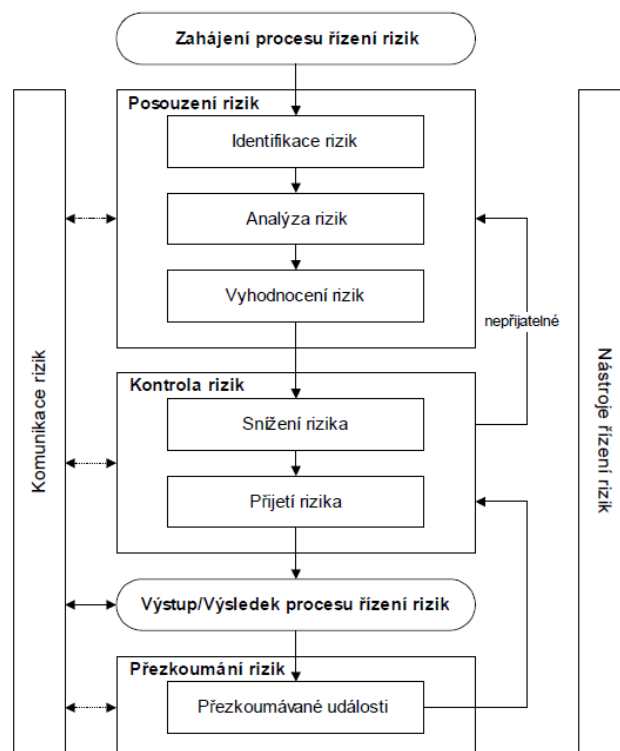 Zahájení procesu řízení rizik
Posouzení rizik
Identifikace rizik
Analýza rizik
Vyhodnocení rizik
nepřijatelné
Kontrola rizik
Snížení rizika
Přijetí rizika
Výstup/Výsledek procesu řízení rizik
Přezkoumání rizik
Přezkoumávané události
Komunikace rizik
Nástroje řízení rizik